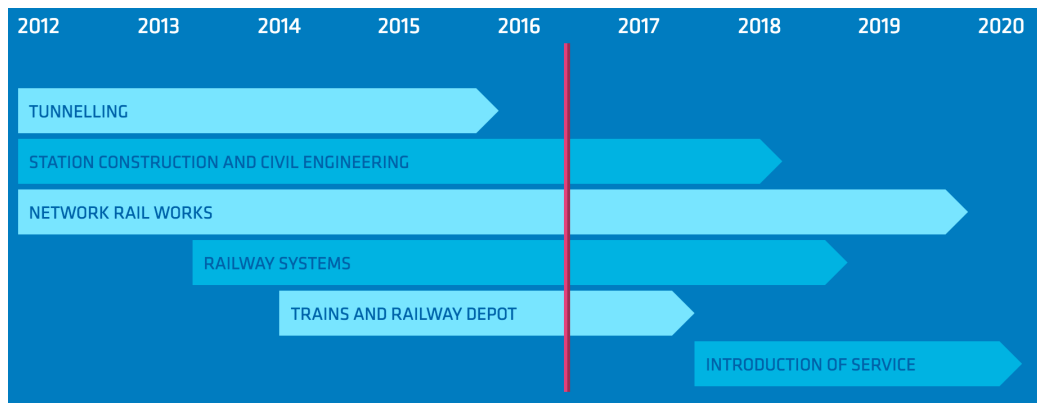 2012 2013 2014 2015 2016 2017 2018 2019 2020
TUNNELLING
STATION CONSTRUCTION AND CIVIL ENGINEERING
NETWORK RAIL WORKS
RAILWAY SYSTEMS
TRAINS AND RAILWAY DEPOT
INTRODUCTION OF SERVICE